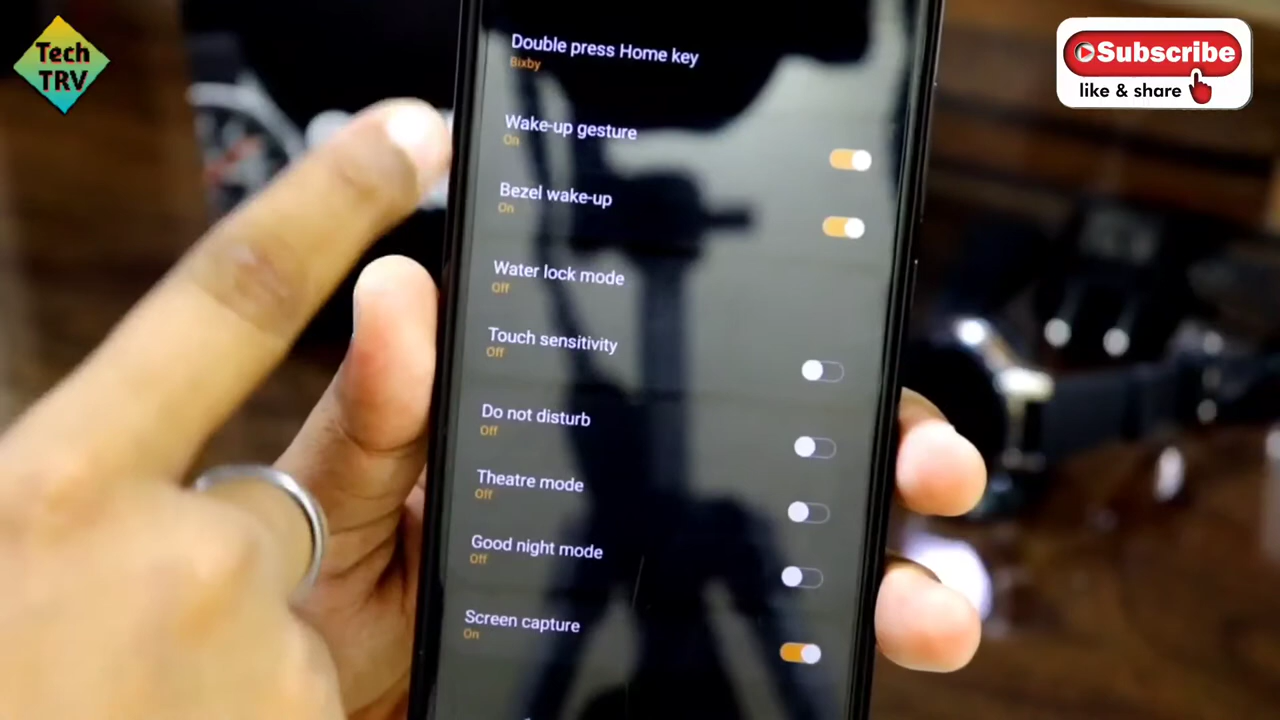 Tech
TRV
Subscribe
like & share
Double press Home key
Bixby
Wake-up gesture
On
Bezel wake-up
On
Water lock mode
Off
Touch sensitivity
Off
Do not disturb
Off
Theatre mode
Off
Good night mode
Off
Screen capture
On